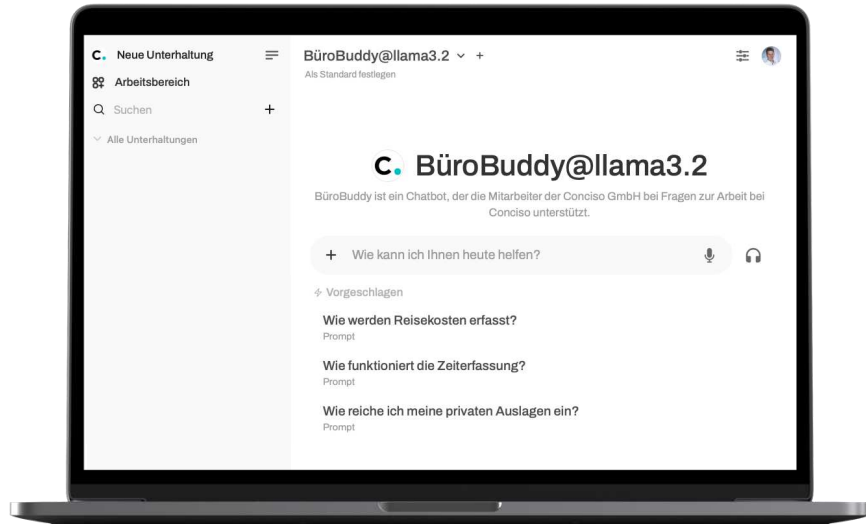 C. Neue Unterhaltung
Arbeitsbereich
Suchen
Alle Unterhaltungen
BüroBuddy@llama3.2
Als Standard festlegen
C. BüroBuddy@llama3.2
BüroBuddy ist ein Chatbot, der die Mitarbeiter der Conciso GmbH bei Fragen zur Arbeit bei
Conciso unterstützt.
Wie kann ich Ihnen heute helfen?
Vorgeschlagen
Wie werden Reisekosten erfasst?
Prompt
Wie funktioniert die Zeiterfassung?
Prompt
Wie reiche ich meine privaten Auslagen ein?
Prompt